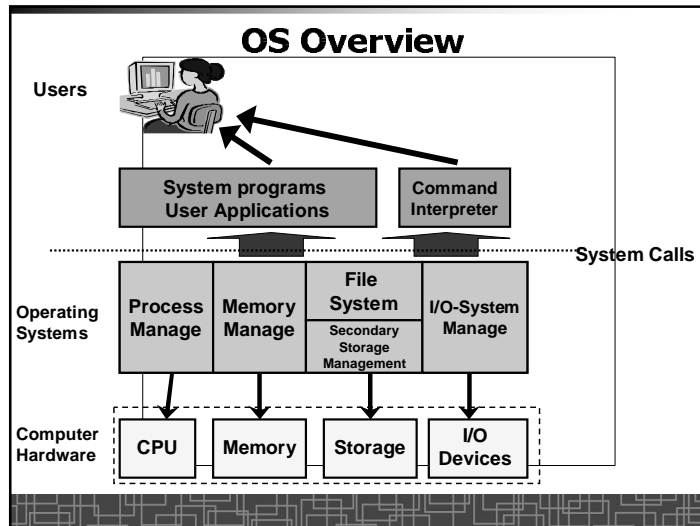 OS Overview
Users
System programs
User Applications
Command
Interpreter
System Calls
Operating
Systems
Process
Manage
Memory
Manage
File
System
Secondary
Storage
Management
I/O-System
Manage
Computer
Hardware
CPU
Memory
Storage
I/O
Devices